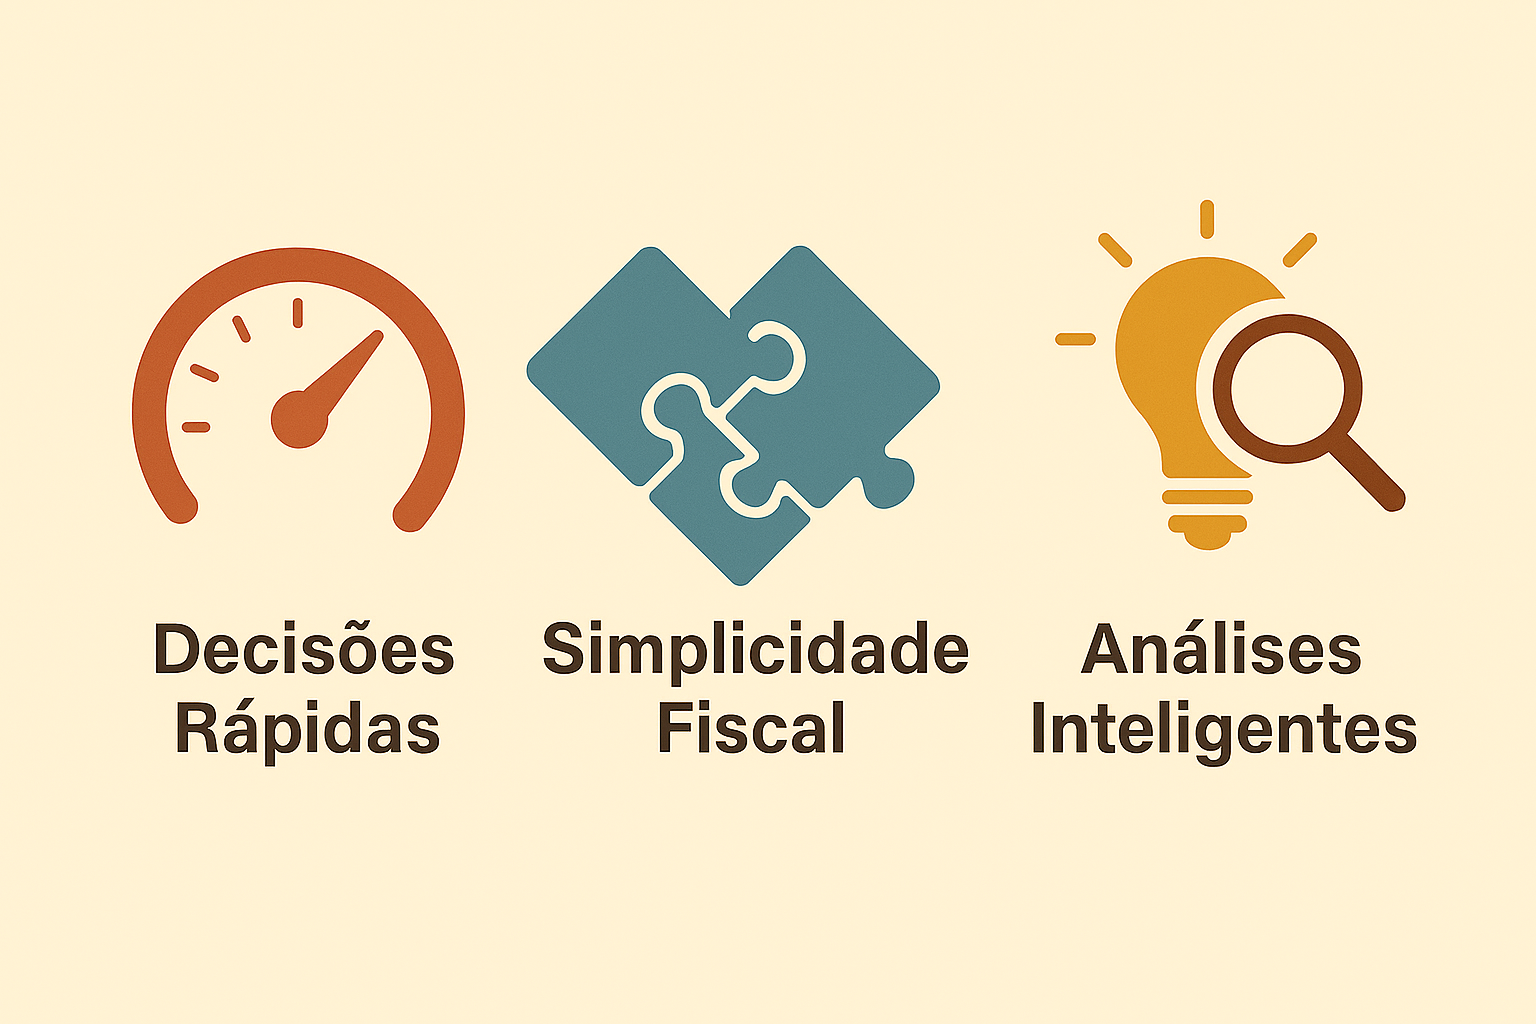 Decisões
Rápidas
Simplicidade
Fiscal
Análises
Inteligentes